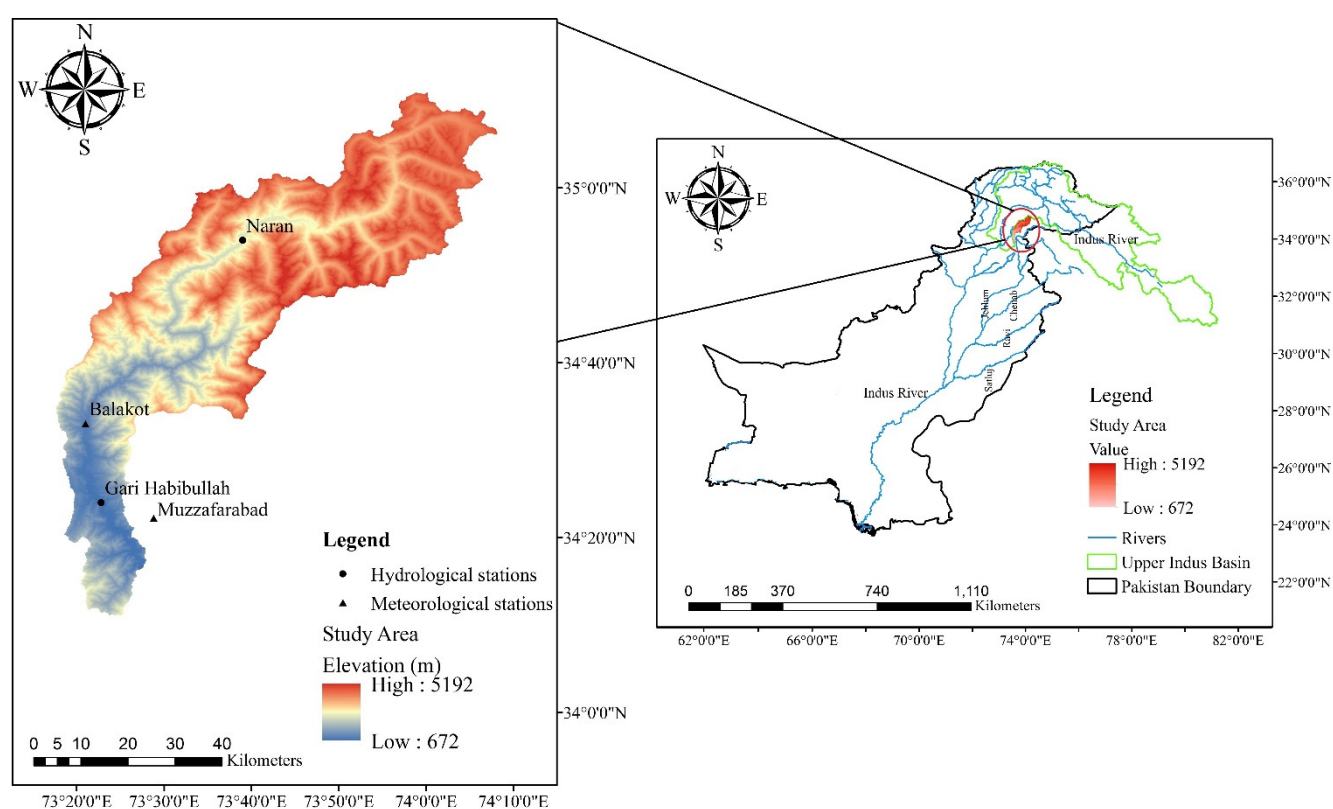 N
W E
S
Naran
Balakot
Gari Habibullah
Muzzafarabad
Legend
Hydrological stations
Meteorological stations
Study Area
Elevation (m)
High : 5192
Low : 672
0 5 10 20 30 40
Kilometers
35°0'0"N
34°40'0"N
34°20'0"N
34°0'0"N
73°20'0"E 73°30'0"E 73°40'0"E 73°50'0"E 74°0'0"E 74°10'0"E
N
W E
S
Indus River
Jehlum
Chenab
Ravi
Satluj
Indus River
Legend
Study Area
Value
High : 5192
Low : 672
Rivers
Upper Indus Basin
Pakistan Boundary
0 185 370 740 1,110
Kilometers
36°0'0"N
34°0'0"N
32°0'0"N
30°0'0"N
28°0'0"N
26°0'0"N
24°0'0"N
22°0'0"N
62°0'0"E 66°0'0"E 70°0'0"E 74°0'0"E 78°0'0"E 82°0'0"E